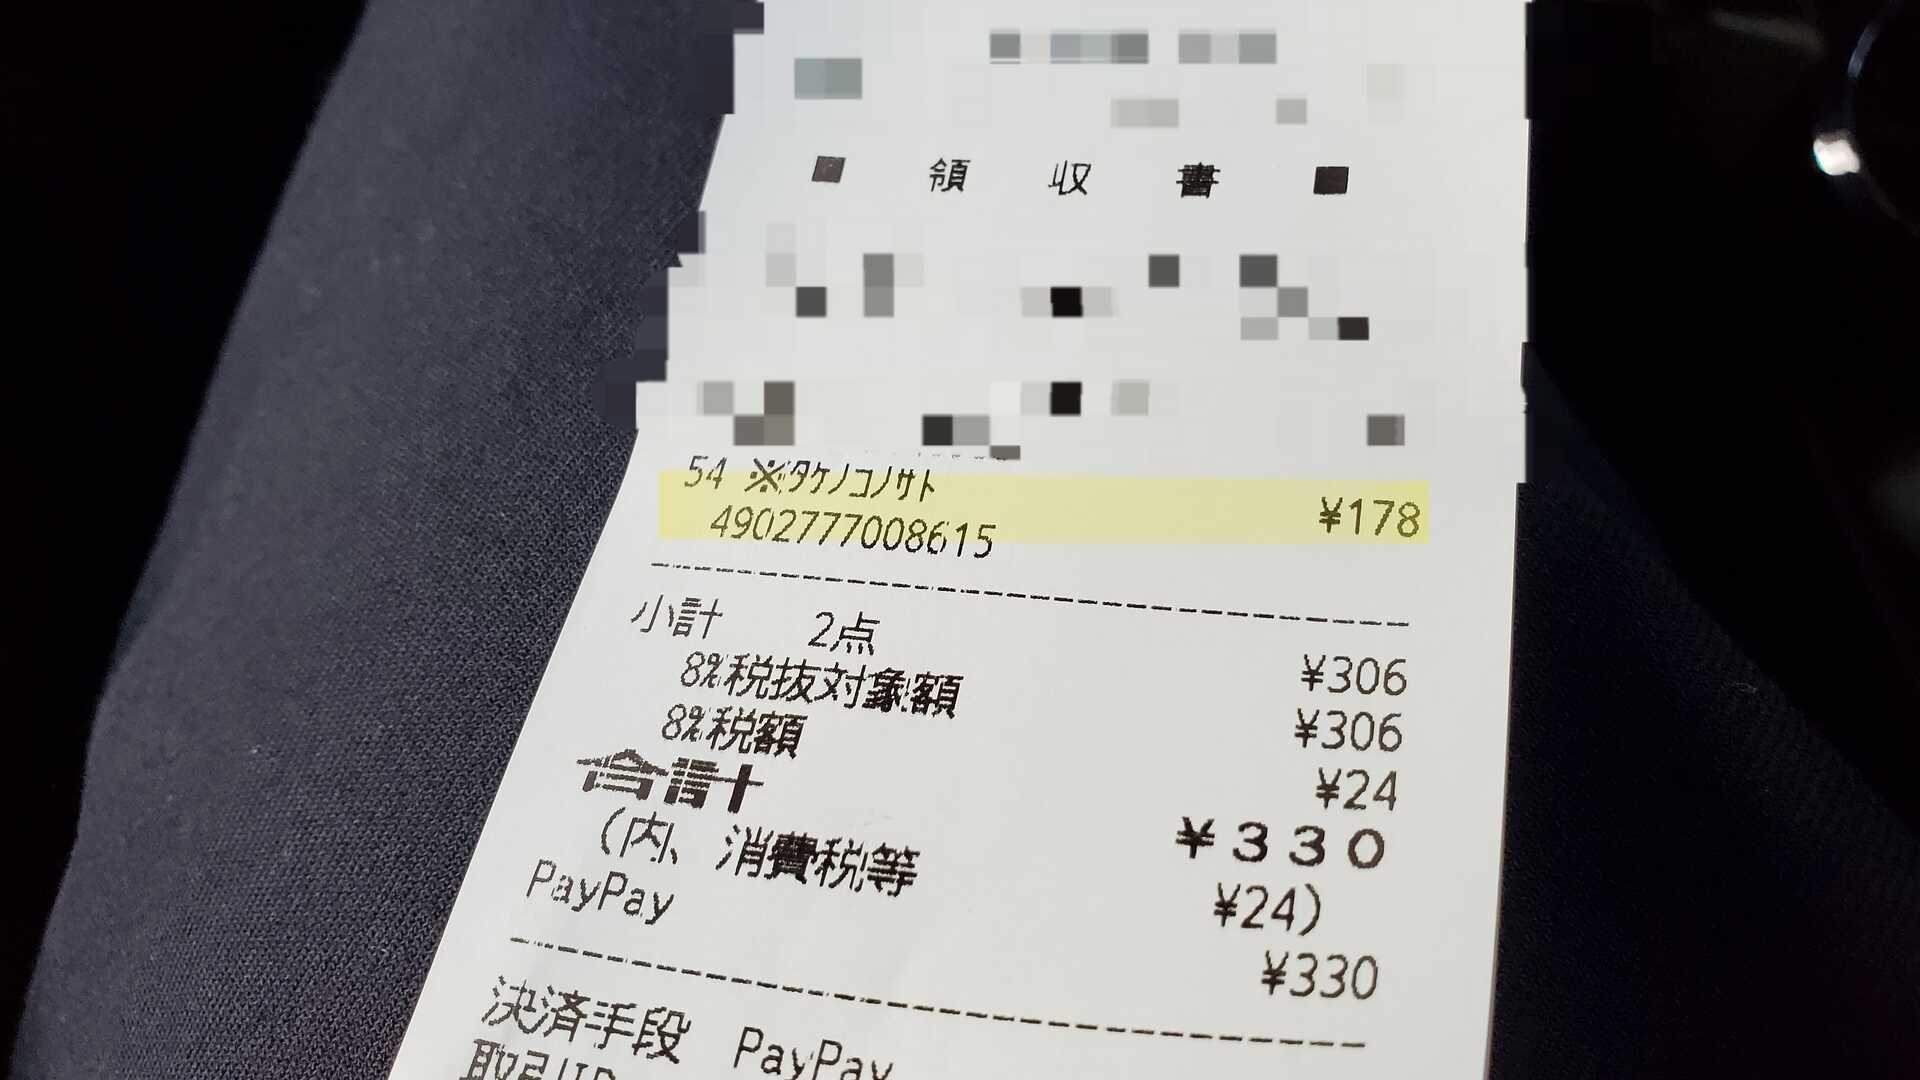 ■ 領 収 書 ■
54 ※ﾀｹﾉｺﾉｻﾄ
4902777008615 ¥178
小計 2点 ¥306
8%税抜対象額 ¥306
8%税額 ¥24
合計 ¥330
(内、消費税等 ¥24)
PayPay ¥330
決済手段 PayPay